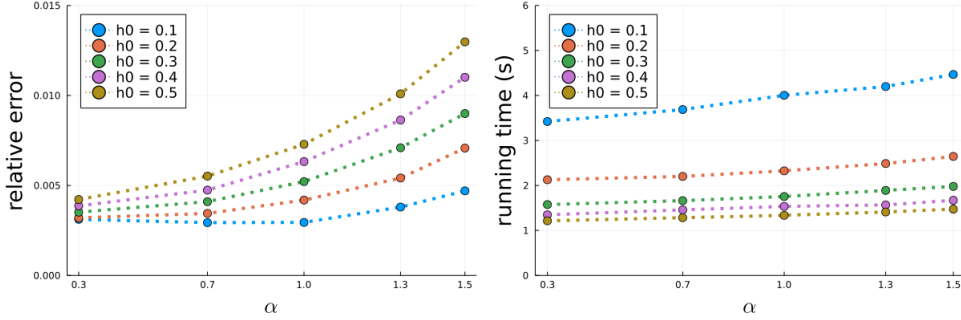 relative error
0.015
0.010
0.005
0.000
h0 = 0.1
h0 = 0.2
h0 = 0.3
h0 = 0.4
h0 = 0.5
0.3 0.7 1.0 1.3 1.5
α
running time (s)
6
5
4
3
2
1
0
h0 = 0.1
h0 = 0.2
h0 = 0.3
h0 = 0.4
h0 = 0.5
0.3 0.7 1.0 1.3 1.5
α